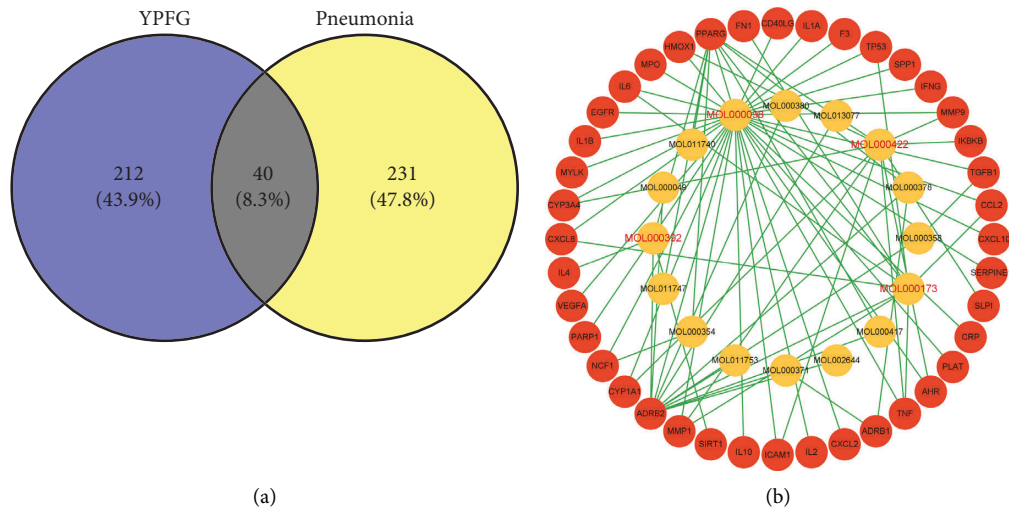 YPFG
Pneumonia
212
(43.9%)
40
(8.3%)
231
(47.8%)
(a)
CD40LG
FN1
IL1A
PPARG
F3
HMOX1
TP53
MPO
SPP1
IL6
IFNG
EGFR
MMP9
IL1B
IKBKB
MYLK
TGFB1
CYP3A4
CCL2
CXCL8
CXCL10
IL4
SERPINE
VEGFA
SLPI
PARP1
CRP
NCF1
PLAT
CYP1A1
AHR
ADRB2
TNF
MMP1
ADRB1
SIRT1
CXCL2
IL10
ICAM1
IL2
MOL000098
MOL000380
MOL013077
MOL011740
MOL000422
MOL000049
MOL000378
MOL000392
MOL000358
MOL011747
MOL000173
MOL000354
MOL000417
MOL011753
MOL002644
MOL000371
(b)